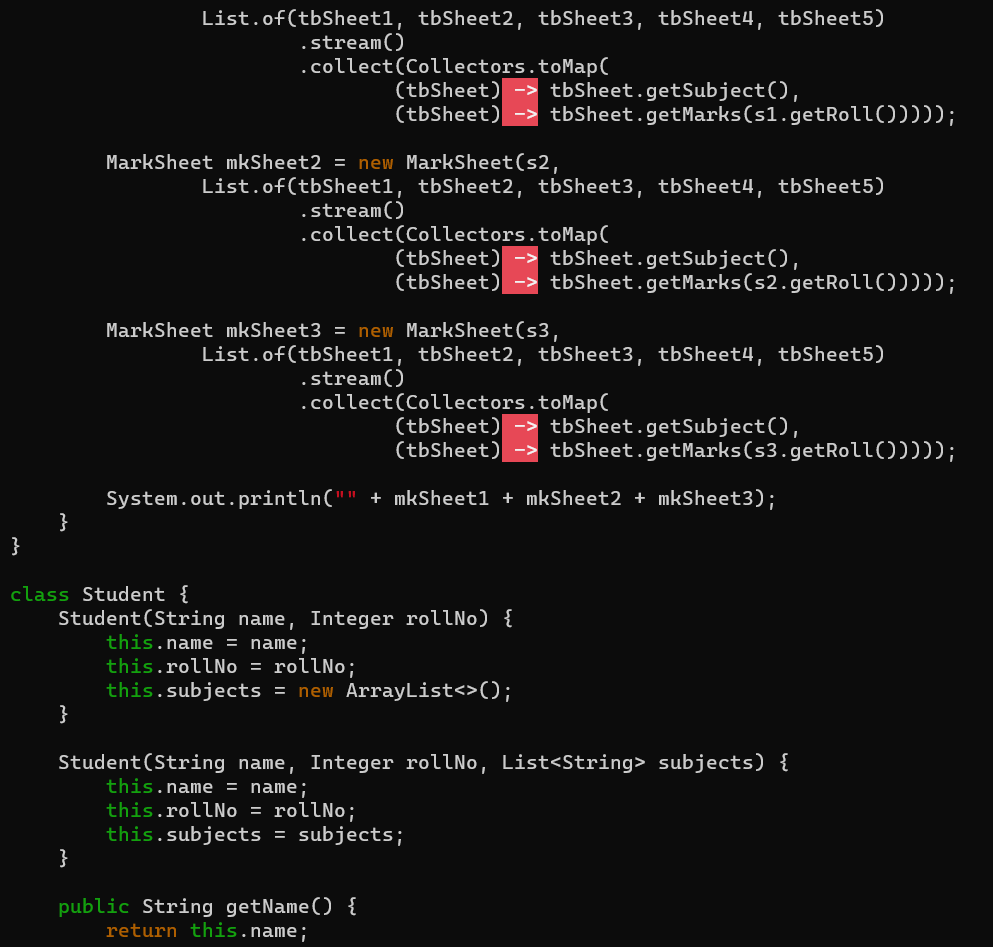 List.of(tbSheet1, tbSheet2, tbSheet3, tbSheet4, tbSheet5)
.stream()
.collect(Collectors.toMap(
(tbSheet) -> tbSheet.getSubject(),
(tbSheet) -> tbSheet.getMarks(s1.getRoll()))));
MarkSheet mkSheet2 = new MarkSheet(s2,
List.of(tbSheet1, tbSheet2, tbSheet3, tbSheet4, tbSheet5)
.stream()
.collect(Collectors.toMap(
(tbSheet) -> tbSheet.getSubject(),
(tbSheet) -> tbSheet.getMarks(s2.getRoll()))));
MarkSheet mkSheet3 = new MarkSheet(s3,
List.of(tbSheet1, tbSheet2, tbSheet3, tbSheet4, tbSheet5)
.stream()
.collect(Collectors.toMap(
(tbSheet) -> tbSheet.getSubject(),
(tbSheet) -> tbSheet.getMarks(s3.getRoll()))));
System.out.println("" + mkSheet1 + mkSheet2 + mkSheet3);
}
}
class Student {
Student(String name, Integer rollNo) {
this.name = name;
this.rollNo = rollNo;
this.subjects = new ArrayList<>();
}
Student(String name, Integer rollNo, List<String> subjects) {
this.name = name;
this.rollNo = rollNo;
this.subjects = subjects;
}
public String getName() {
return this.name;